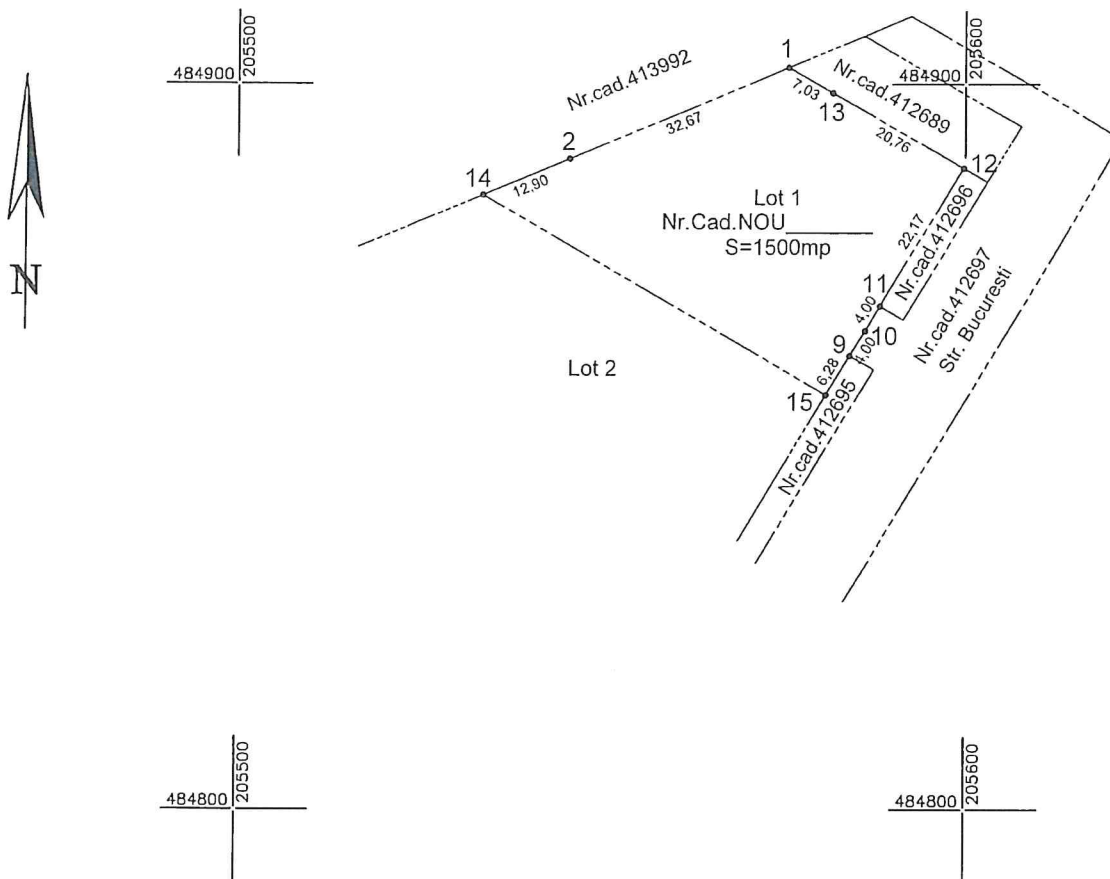 205500
484900
N
Nr.cad.413992
1
7,03
13
Nr.cad.412689
205600
484900
20,76
12
32,67
2
12,90
14
Lot 1
Nr.Cad.NOU______
S=1500mp
22,17
Nr.cad.412696
11
4,00
10
4,00
9
6,28
15
Nr.cad.412697
Str. Bucuresti
Lot 2
Nr.cad.412695
205500
484800
205600
484800